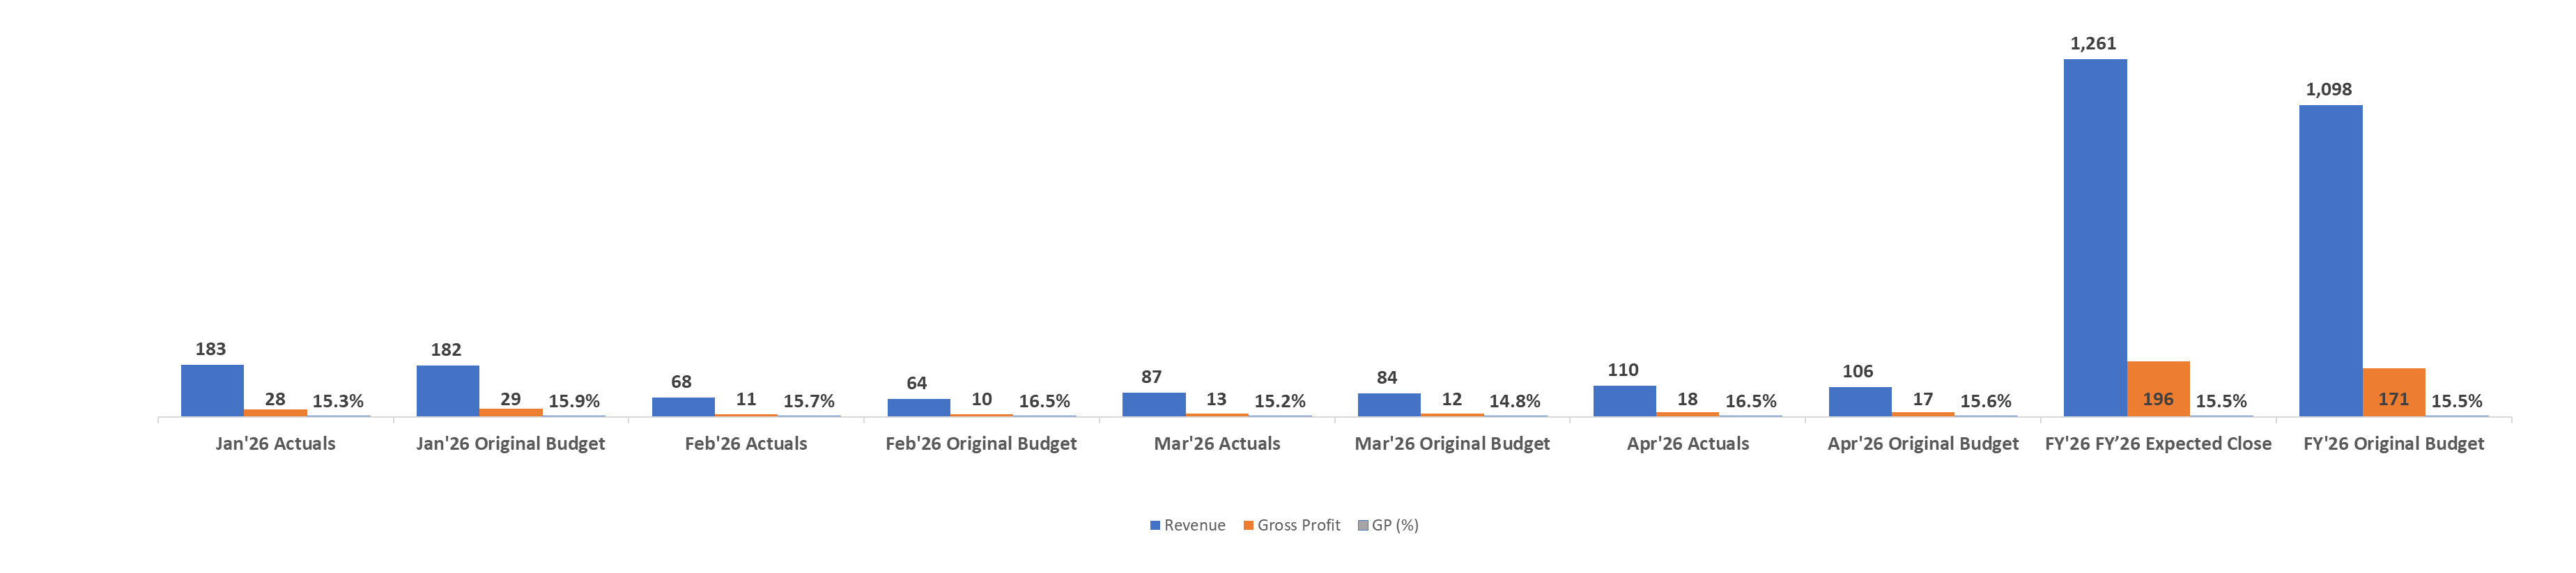 1,261
1,098
183
28
15.3%
182
29
15.9%
68
11
15.7%
64
10
16.5%
87
13
15.2%
84
12
14.8%
110
18
16.5%
106
17
15.6%
196
15.5%
171
15.5%
Jan'26 Actuals
Jan'26 Original Budget
Feb'26 Actuals
Feb'26 Original Budget
Mar'26 Actuals
Mar'26 Original Budget
Apr'26 Actuals
Apr'26 Original Budget
FY'26 FY’26 Expected Close
FY'26 Original Budget
Revenue
Gross Profit
GP (%)